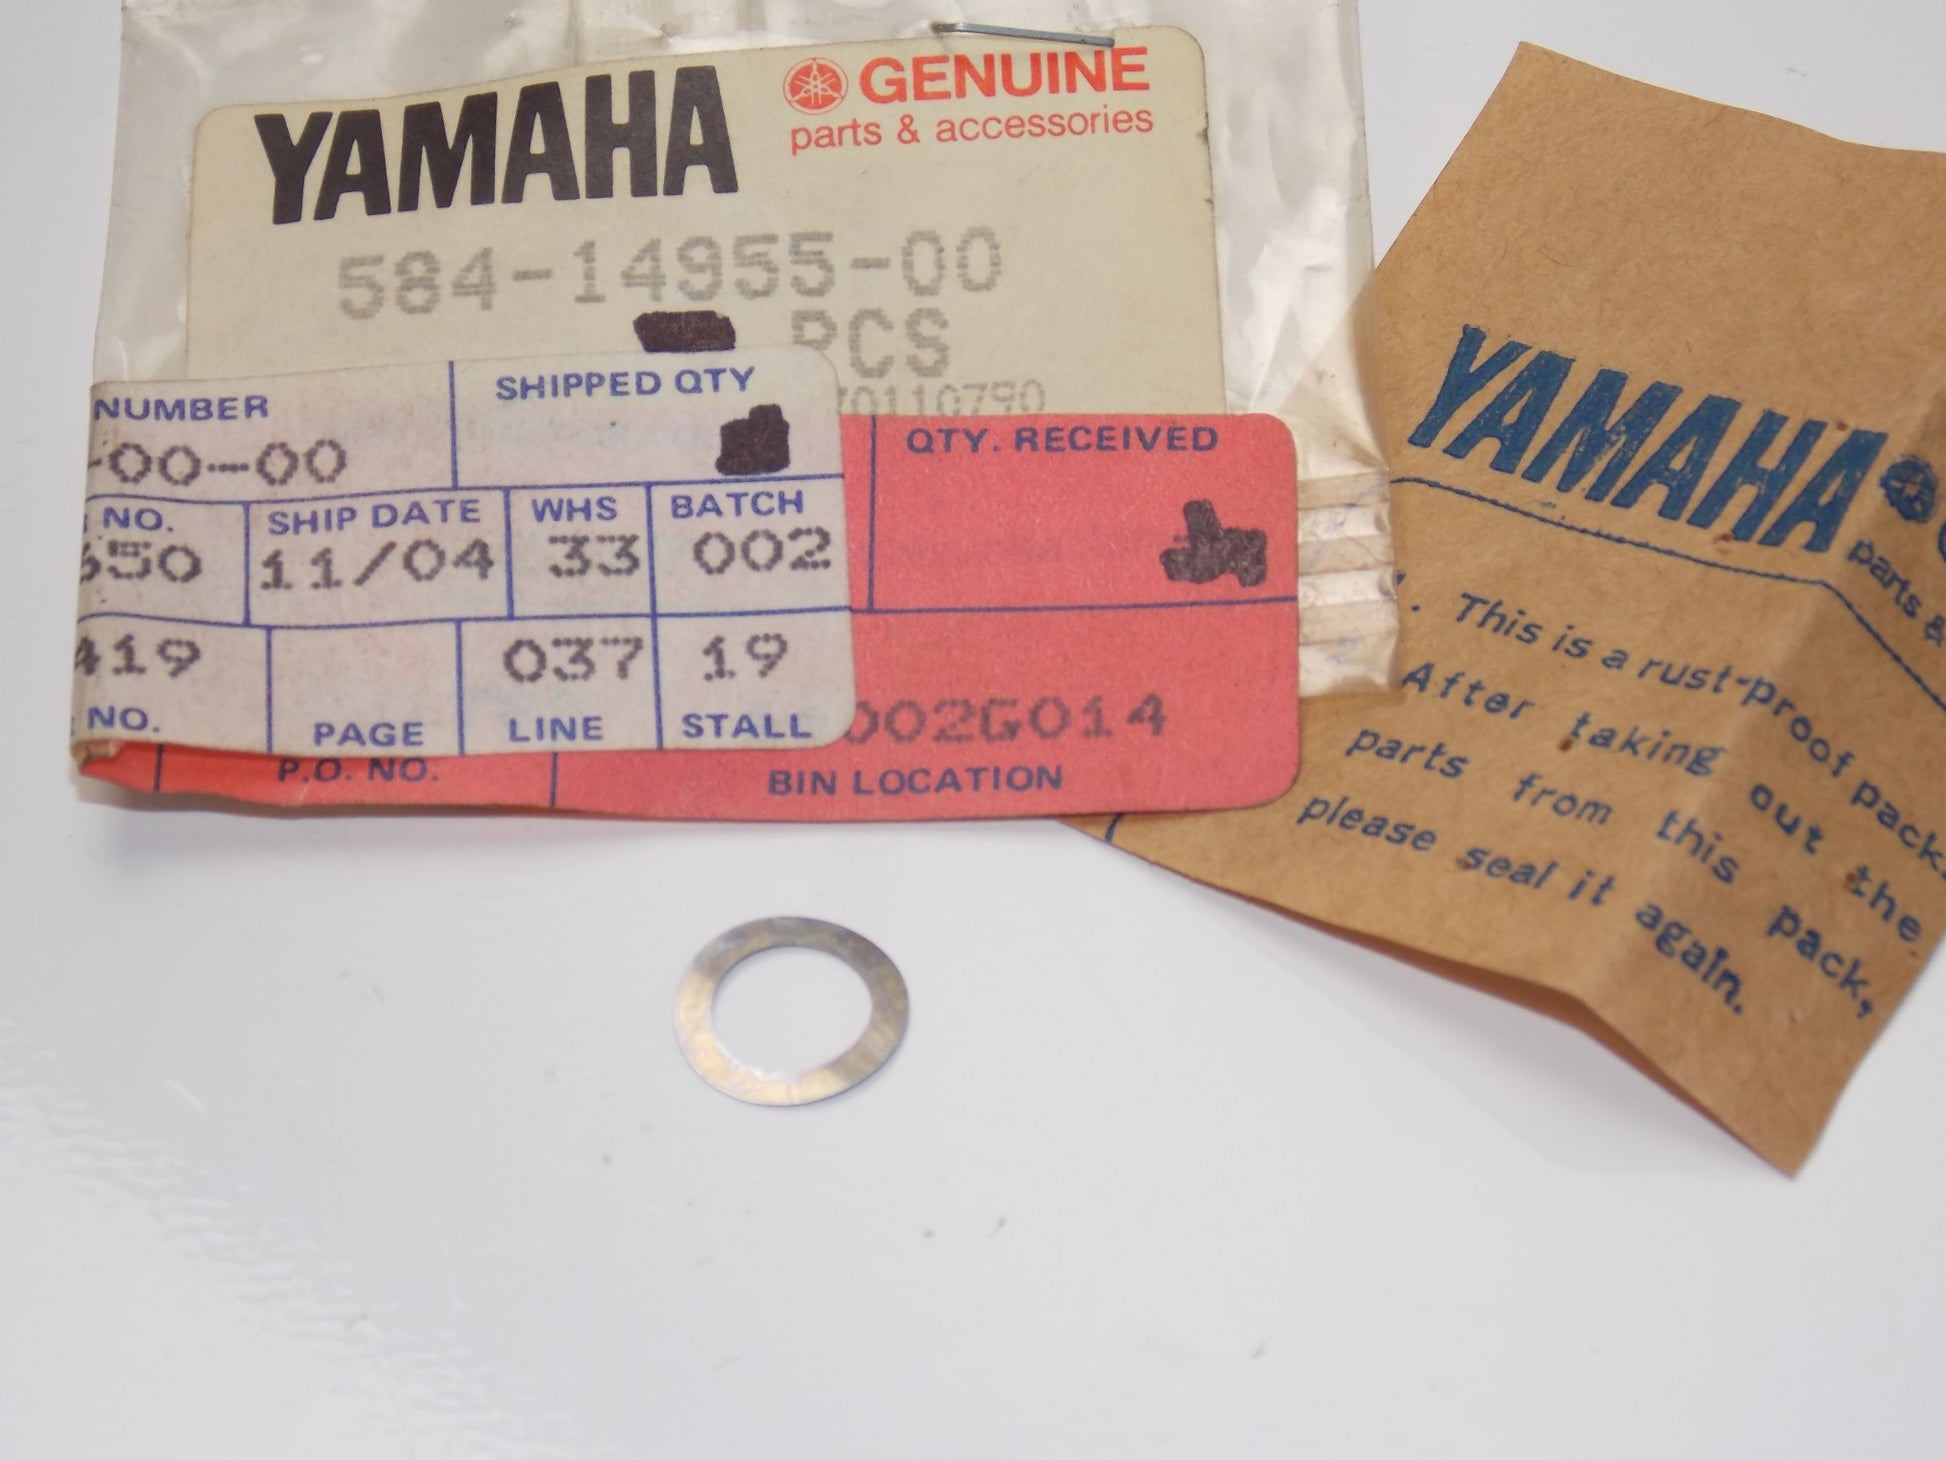 YAMAHA GENUINE
parts & accessories
584-14955-00
PCS
70110790
NUMBER SHIPPED QTY
-00-00
QTY. RECEIVED
NO. SHIP DATE WHS BATCH
650 11/04 33 002
419 037 19
NO. PAGE LINE STALL
002G014
P.O. NO. BIN LOCATION
YAMAHA
parts &
This is a rust-proof pack.
After taking out the
parts from this pack,
please seal it again.